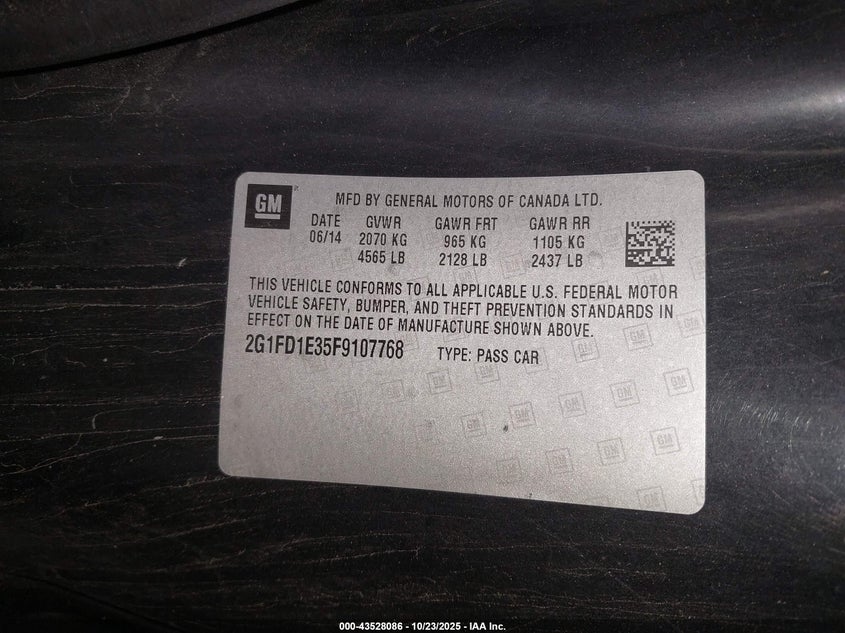 GM
MFD BY GENERAL MOTORS OF CANADA LTD.
DATE GVWR GAWR FRT GAWR RR
06/14 2070 KG 965 KG 1105 KG
4565 LB 2128 LB 2437 LB
THIS VEHICLE CONFORMS TO ALL APPLICABLE U.S. FEDERAL MOTOR
VEHICLE SAFETY, BUMPER, AND THEFT PREVENTION STANDARDS IN
EFFECT ON THE DATE OF MANUFACTURE SHOWN ABOVE.
2G1FD1E35F9107768 TYPE: PASS CAR
000-43528086 - 10/23/2025 - IAA Inc.